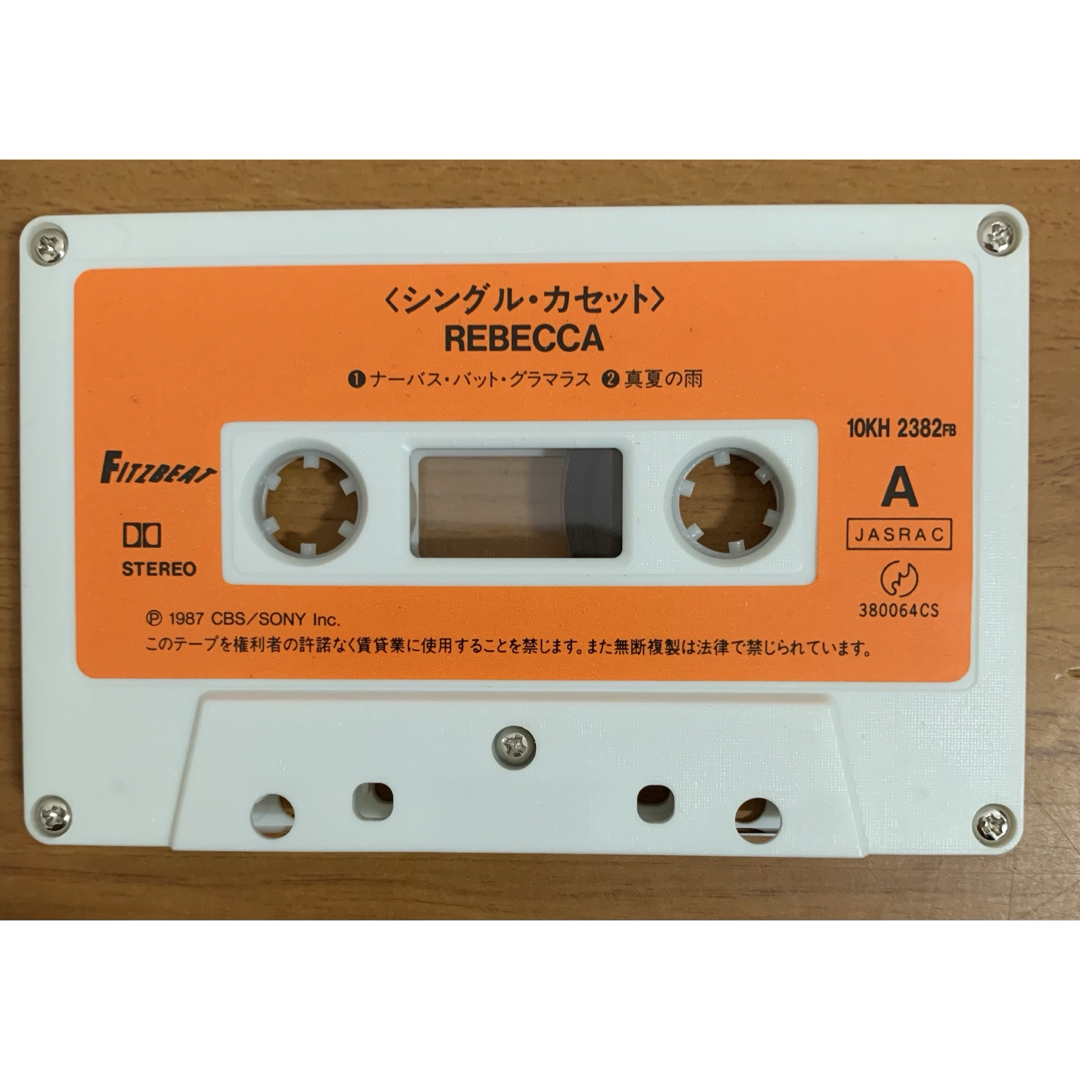 〈シングル・カセット〉
REBECCA
❶ナーバス・バット・グラマラス ❷真夏の雨
10KH 2382FB
FITZBEAT
A
STEREO
JASRAC
380064CS
Ⓟ 1987 CBS/SONY Inc.
このテープを権利者の許諾なく賃貸業に使用することを禁じます。また無断複製は法律で禁じられています。